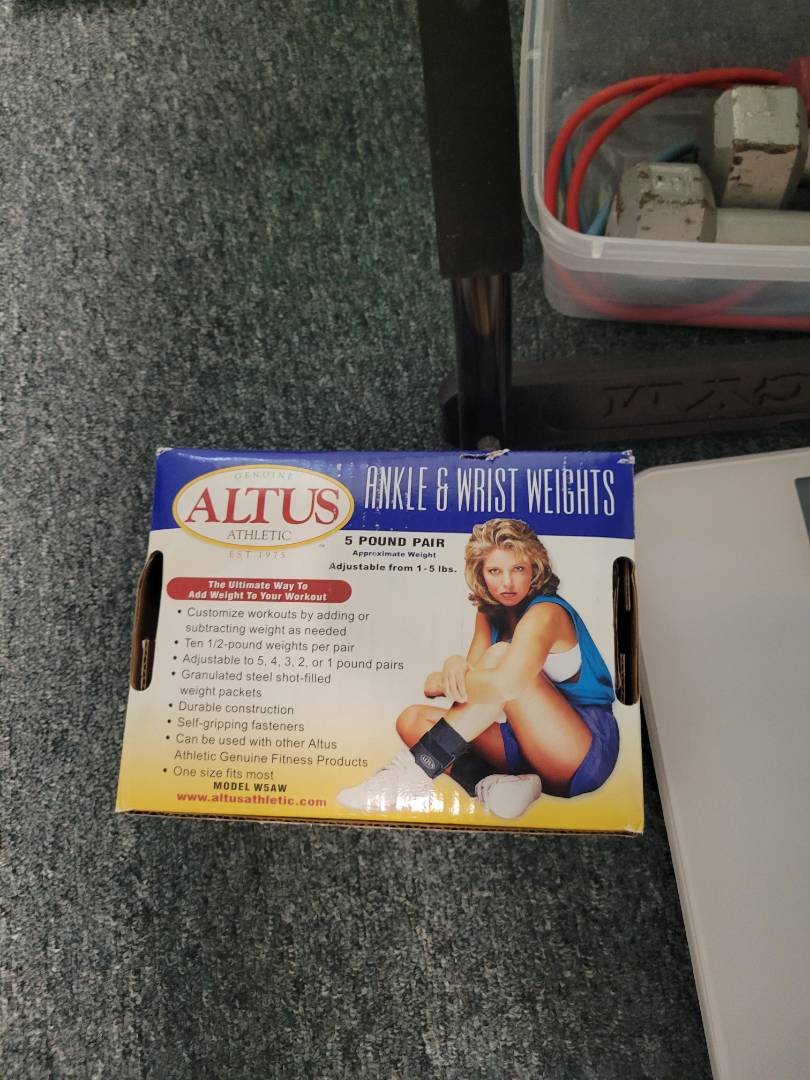 GENUINE
ALTUS
ATHLETIC
EST. 1975
™
ANKLE & WRIST WEIGHTS
5 POUND PAIR
Approximate Weight
Adjustable from 1-5 lbs.
The Ultimate Way To
Add Weight To Your Workout
• Customize workouts by adding or
subtracting weight as needed
• Ten 1/2-pound weights per pair
• Adjustable to 5, 4, 3, 2, or 1 pound pairs
• Granulated steel shot-filled
weight packets
• Durable construction
• Self-gripping fasteners
• Can be used with other Altus
Athletic Genuine Fitness Products
• One size fits most
MODEL W5AW
www.altusathletic.com